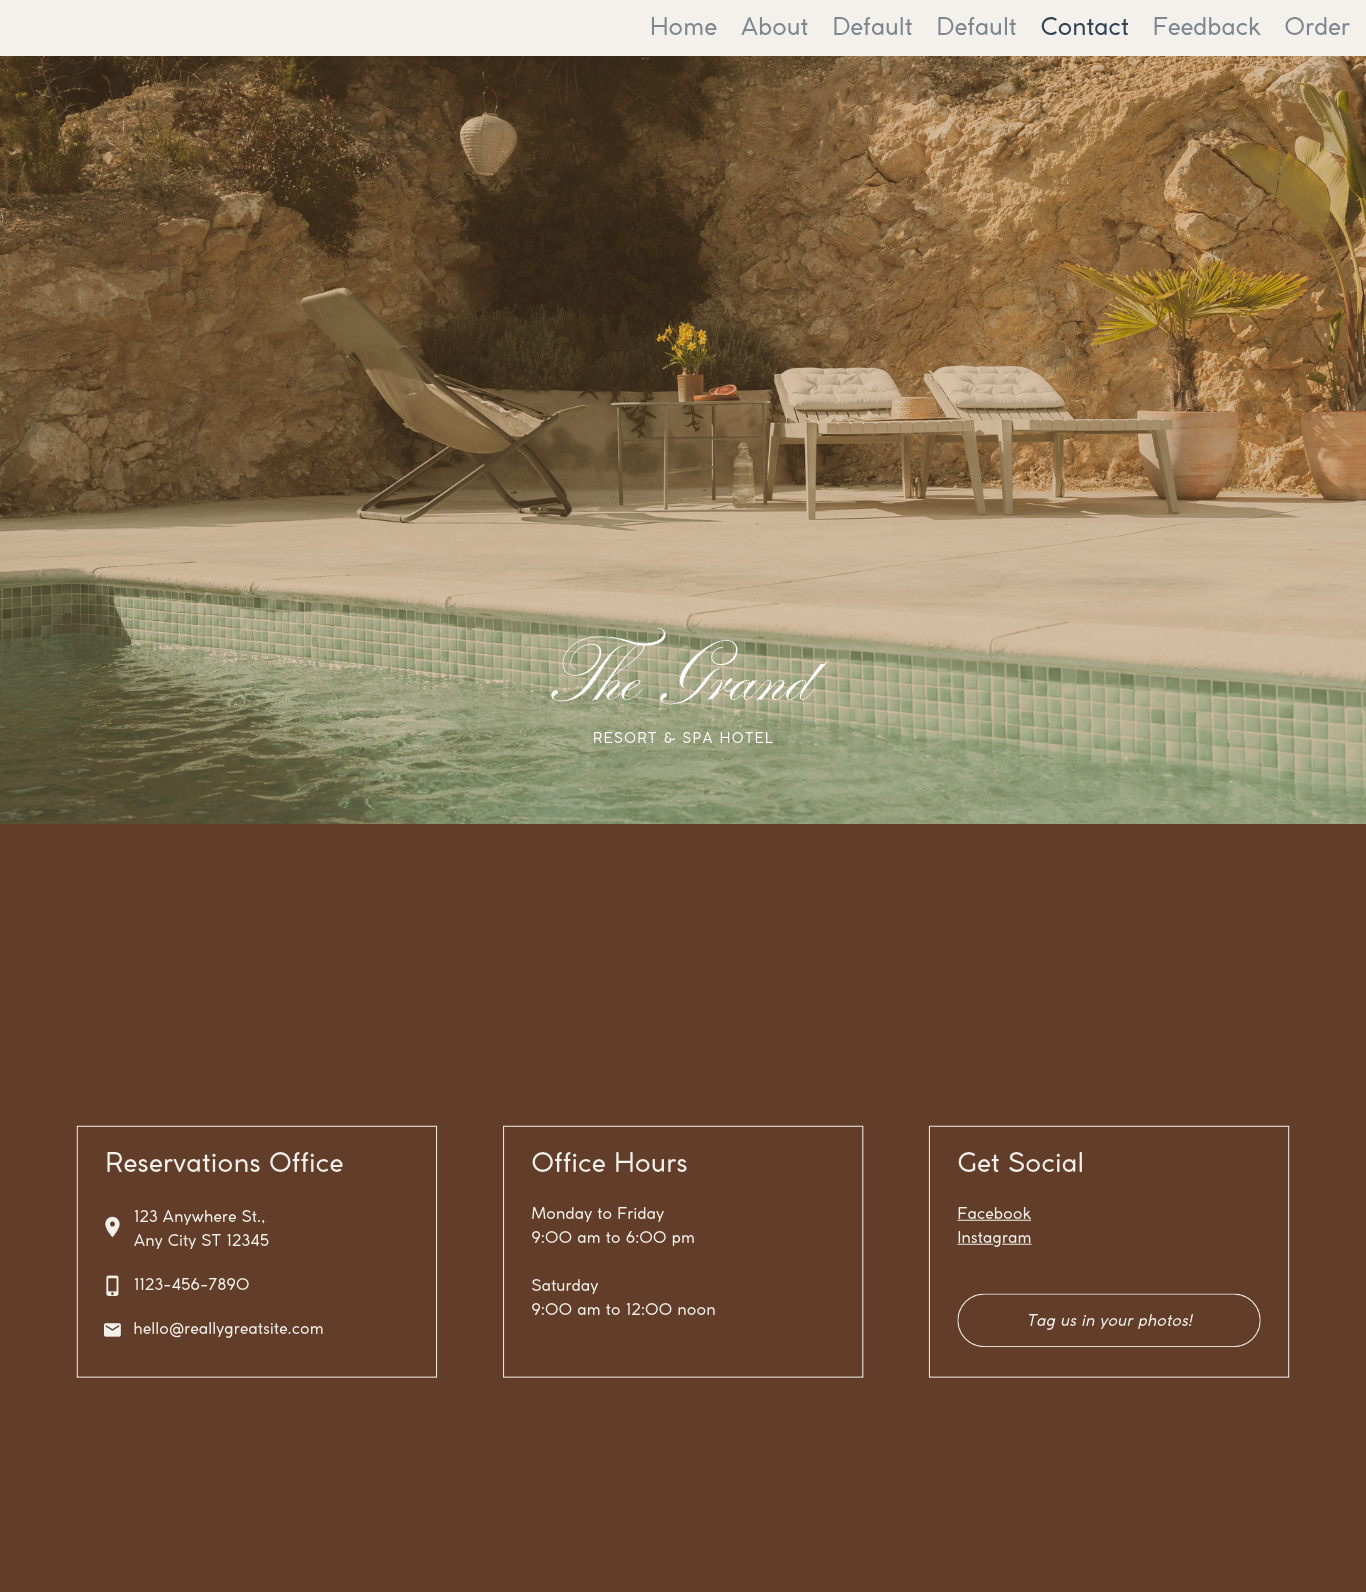 Home About Default Default Contact Feedback Order
The Grand
RESORT & SPA HOTEL
Reservations Office
123 Anywhere St.,
Any City ST 12345
1123-456-7890
hello@reallygreatsite.com
Office Hours
Monday to Friday
9:00 am to 6:00 pm
Saturday
9:00 am to 12:00 noon
Get Social
Facebook
Instagram
Tag us in your photos!